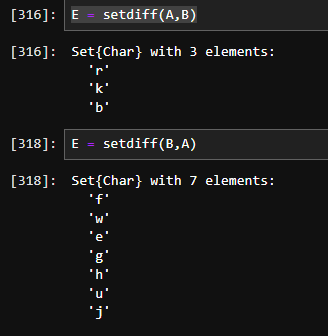 [316]: E = setdiff(A,B)
[316]: Set{Char} with 3 elements:
'r'
'k'
'b'
[318]: E = setdiff(B,A)
[318]: Set{Char} with 7 elements:
'f'
'w'
'e'
'g'
'h'
'u'
'j'